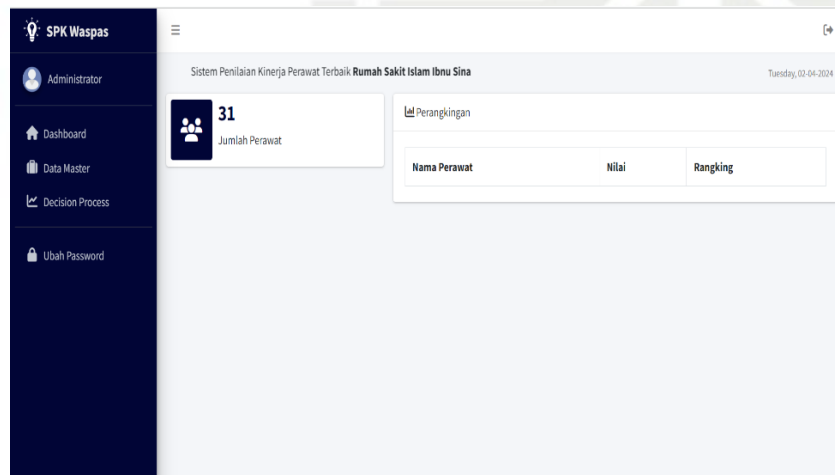 SPK Waspas
Administrator
Dashboard
Data Master
Decision Process
Ubah Password
Sistem Penilaian Kinerja Perawat Terbaik Rumah Sakit Islam Ibnu Sina
Tuesday, 02-04-2024
31
Jumlah Perawat
Perangkingan
Nama Perawat Nilai Rangking